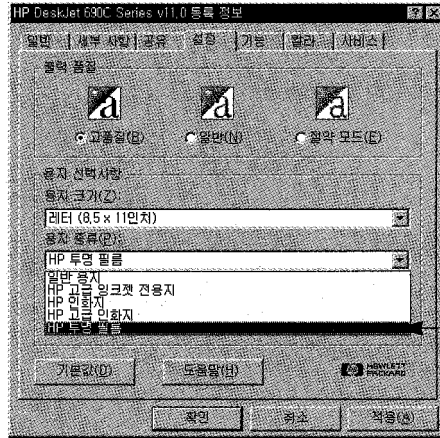 HP DeskJet 690C Series v11.0 등록 정보
일반 세부 사항 공유 설정 기능 칼라 서비스
출력 품질
a a a
고품질(B) 일반(N) 절약 모드(E)
용지 선택사항
용지 크기(Z):
레터 (8.5 x 11인치)
용지 종류(P):
HP 투명 필름
일반 용지
HP 고급 잉크젯 전용지
HP 인화지
HP 고급 인화지
HP 투명 필름
기본값(D) 도움말(H) hp HEWLETT
PACKARD
확인 취소 적용(A)